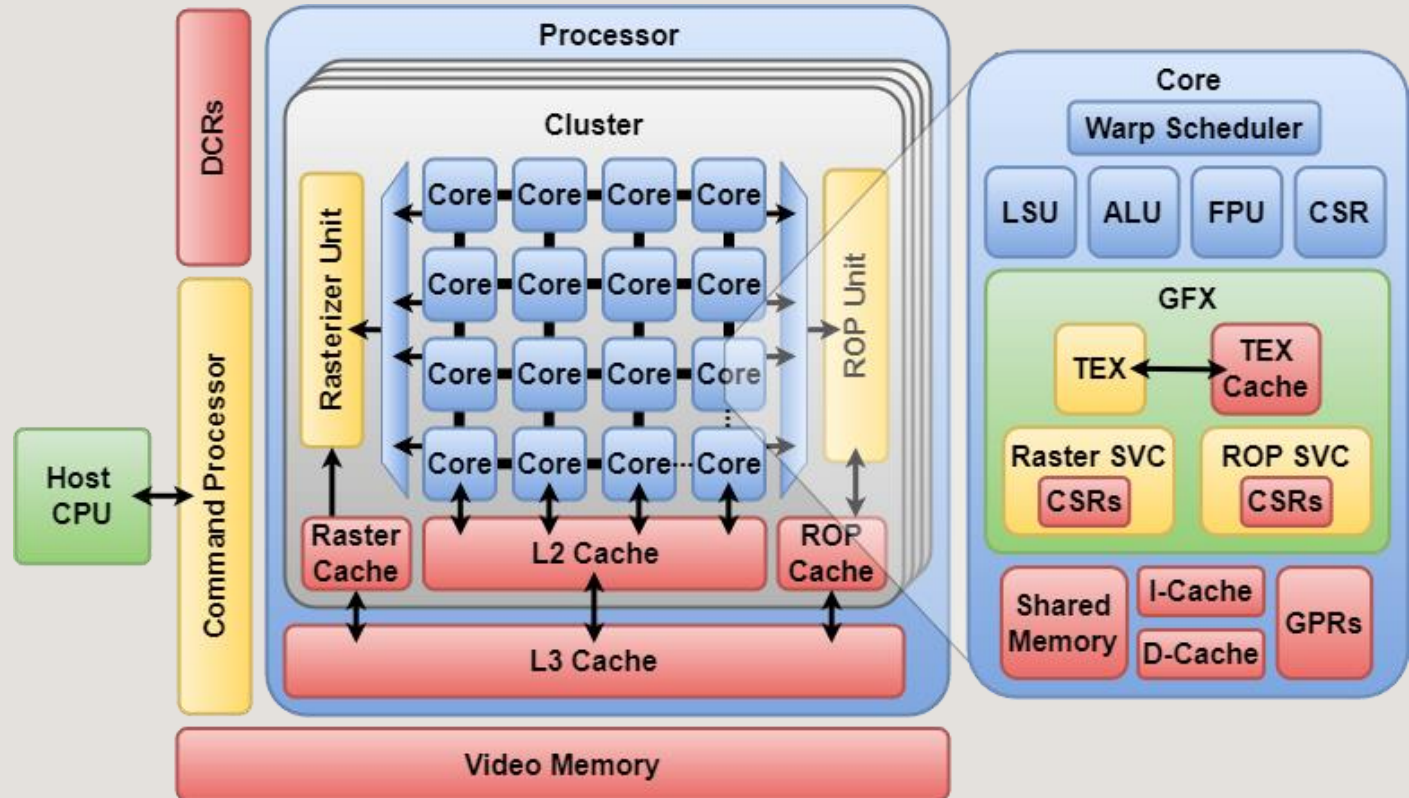 DCRs
Command Processor
Host
CPU
Processor
Cluster
Rasterizer Unit
Core Core Core Core
Core Core Core Core
Core Core Core Core
Core Core Core Core
ROP Unit
Raster
Cache
L2 Cache
ROP
Cache
L3 Cache
Video Memory
Core
Warp Scheduler
LSU ALU FPU CSR
GFX
TEX
TEX
Cache
Raster SVC
CSRs
ROP SVC
CSRs
Shared
Memory
I-Cache
D-Cache
GPRs